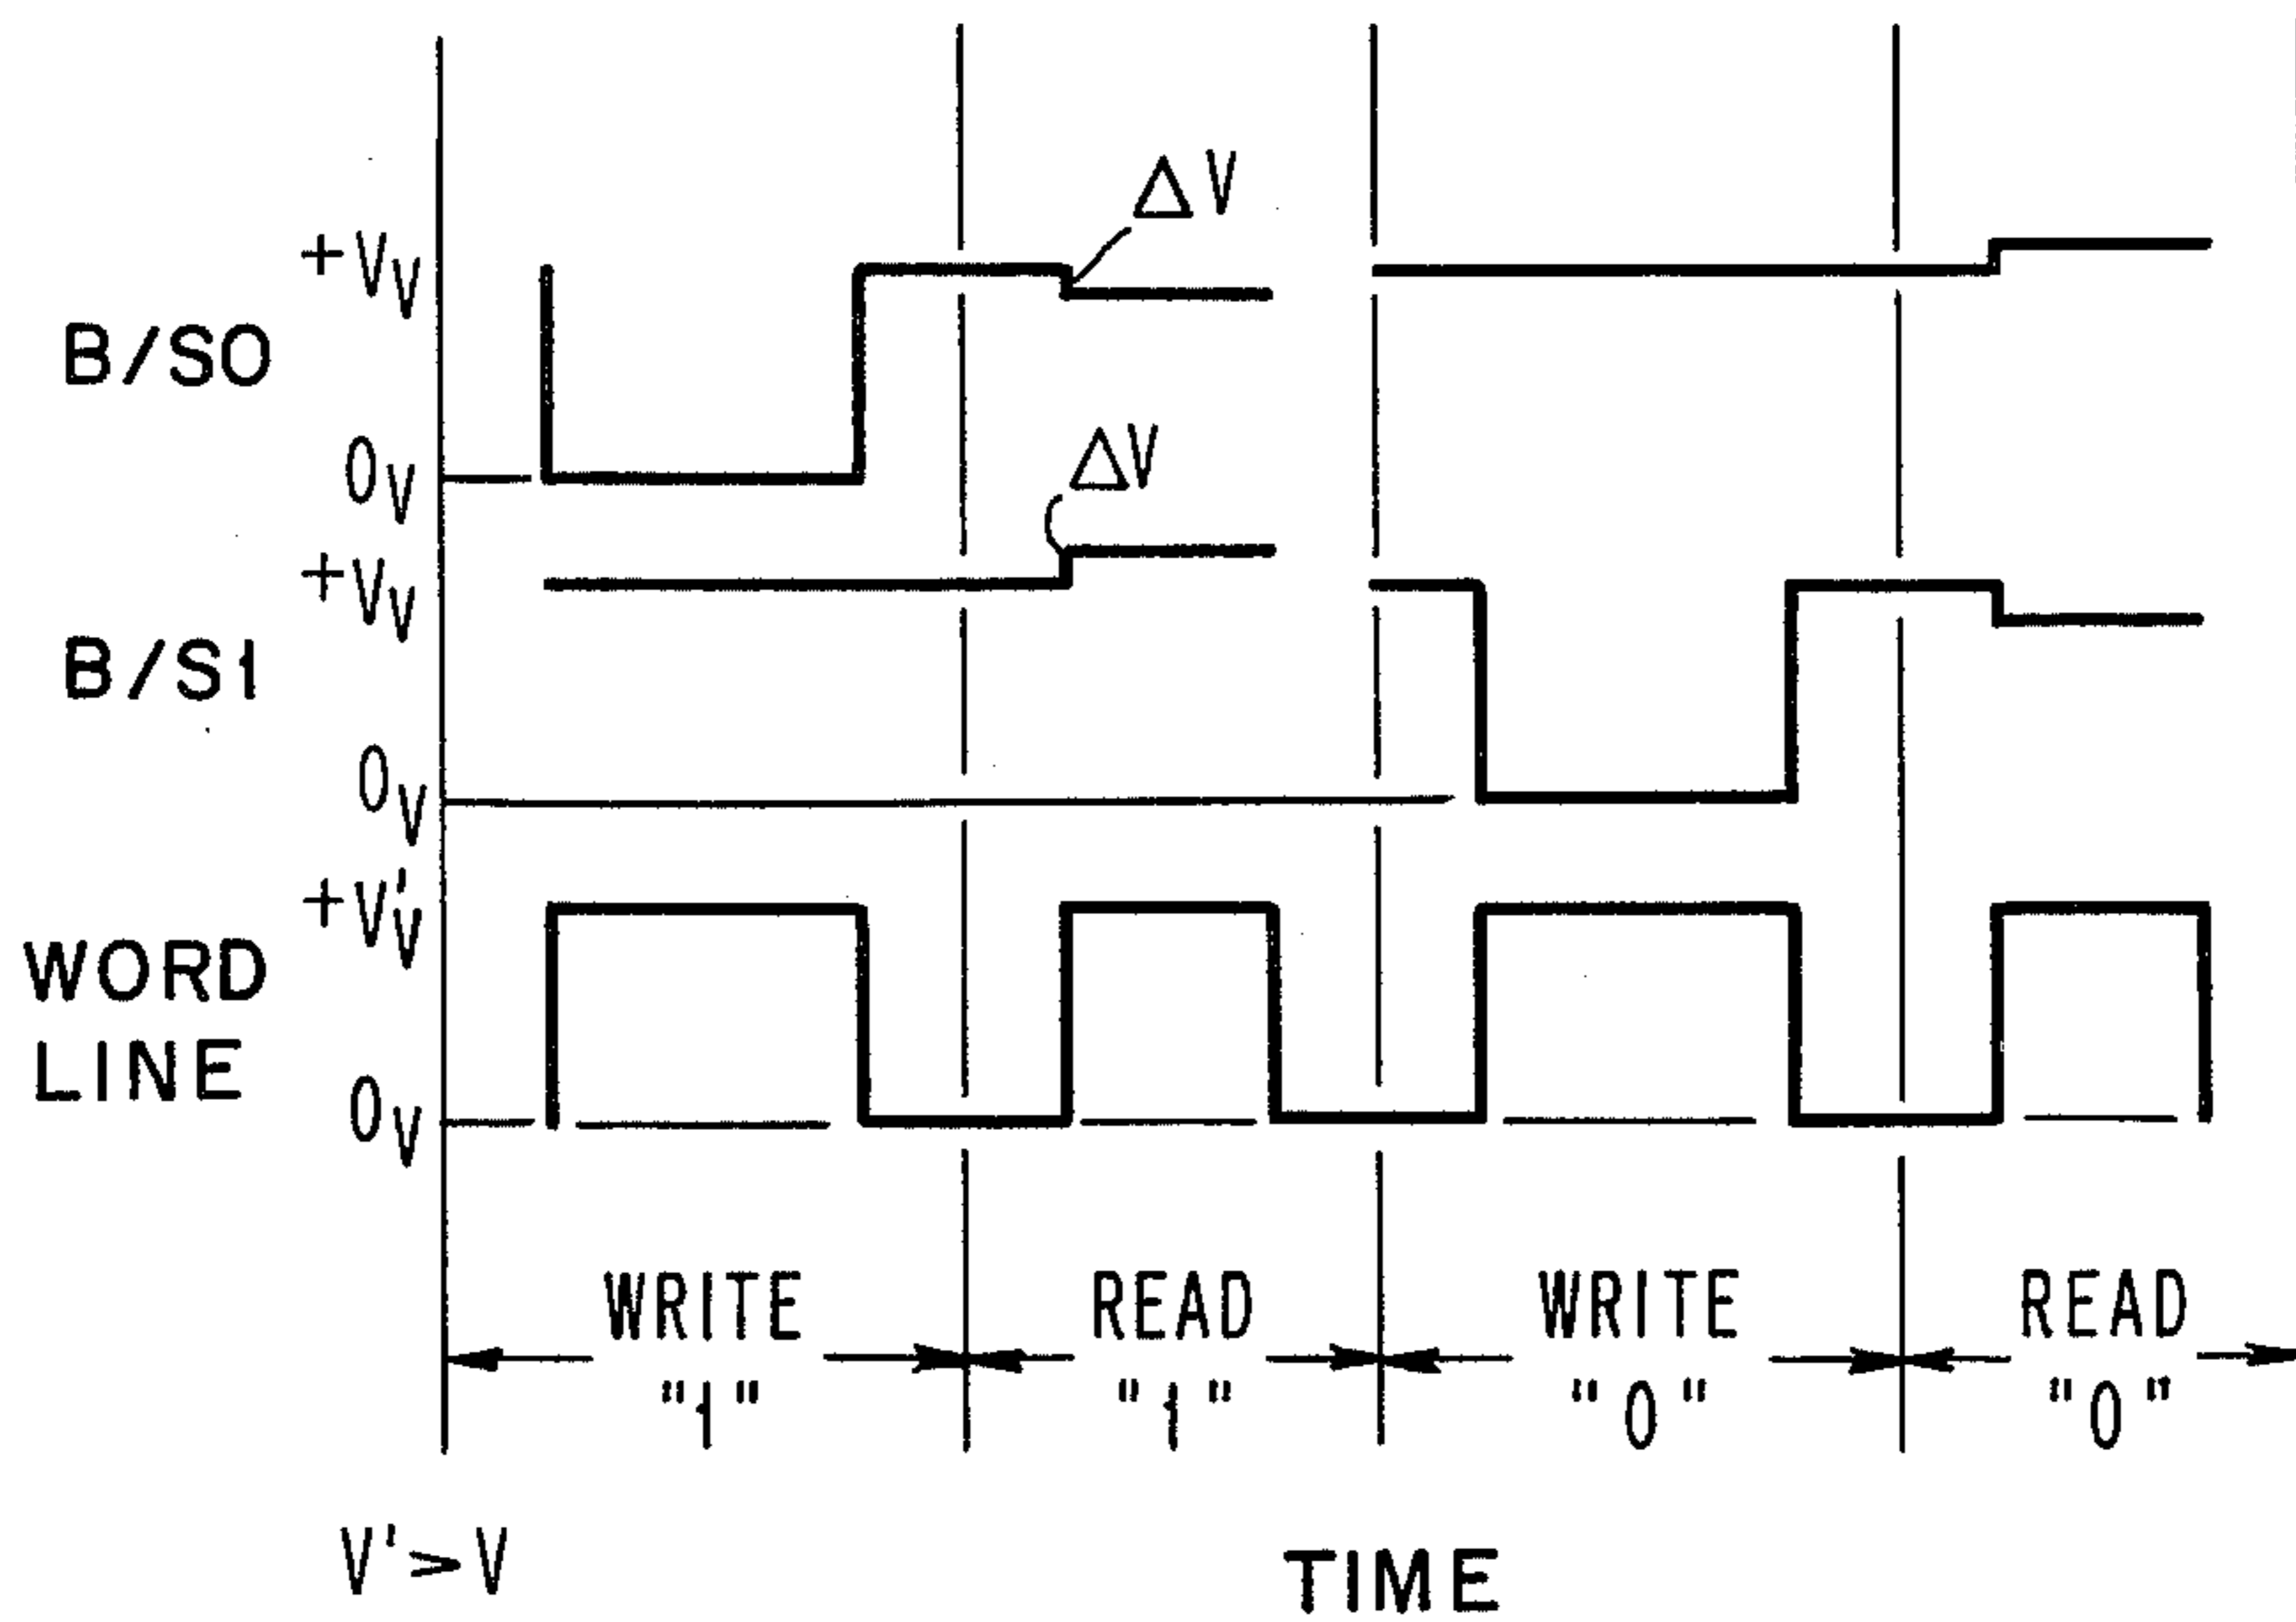 ΔV
+VV
B/S0
0V
ΔV
+VV
B/S1
0V
+V'V
WORD
LINE
0V
WRITE READ WRITE READ
"1" "1" "0" "0"
V'>V TIME